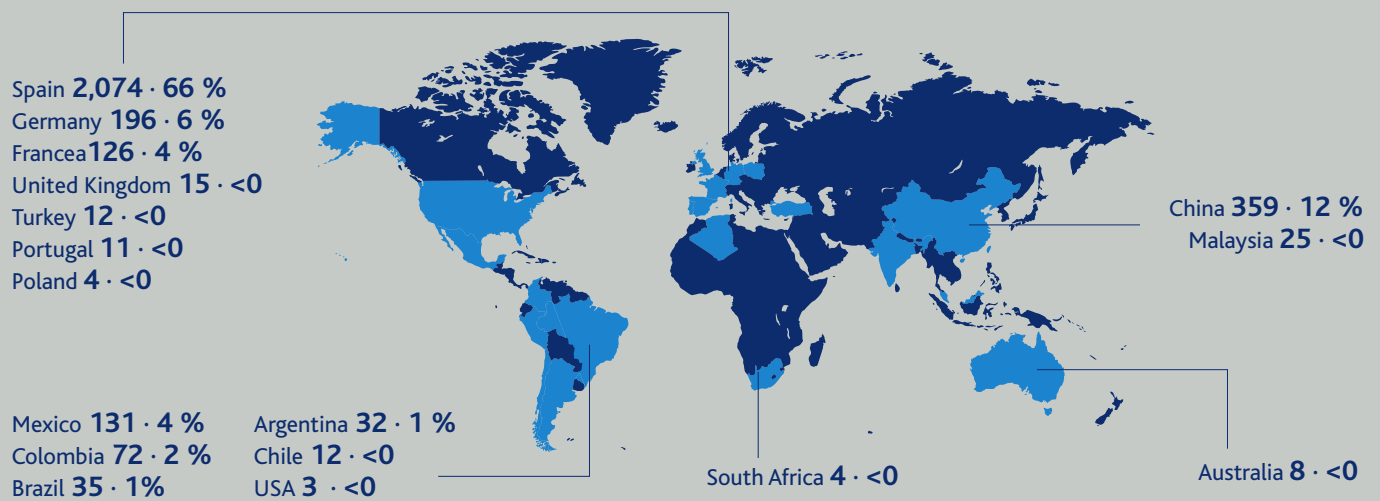 Spain 2,074 · 66 %
Germany 196 · 6 %
Francea126 · 4 %
United Kingdom 15 · <0
Turkey 12 · <0
Portugal 11 · <0
Poland 4 · <0
China 359 · 12 %
Malaysia 25 · <0
Mexico 131 · 4 %
Colombia 72 · 2 %
Brazil 35 · 1%
Argentina 32 · 1 %
Chile 12 · <0
USA 3 · <0
South Africa 4 · <0
Australia 8 · <0